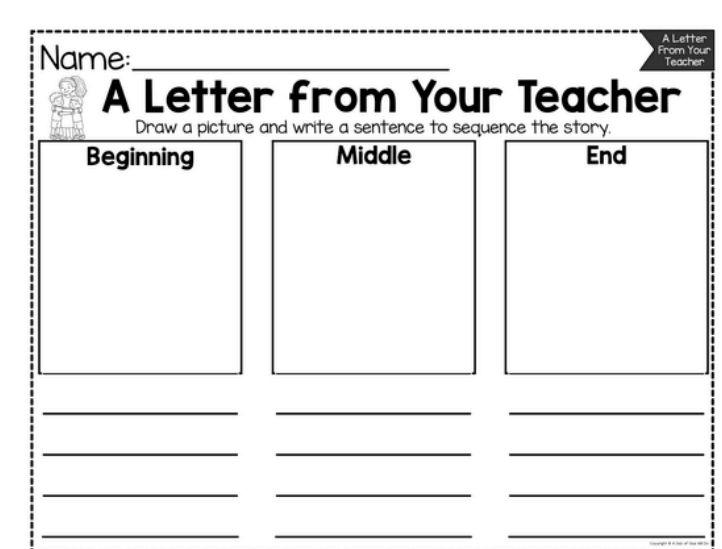 Name:
A Letter
From Your
Teacher
A Letter from Your Teacher
Draw a picture and write a sentence to sequence the story.
Beginning
Middle
End